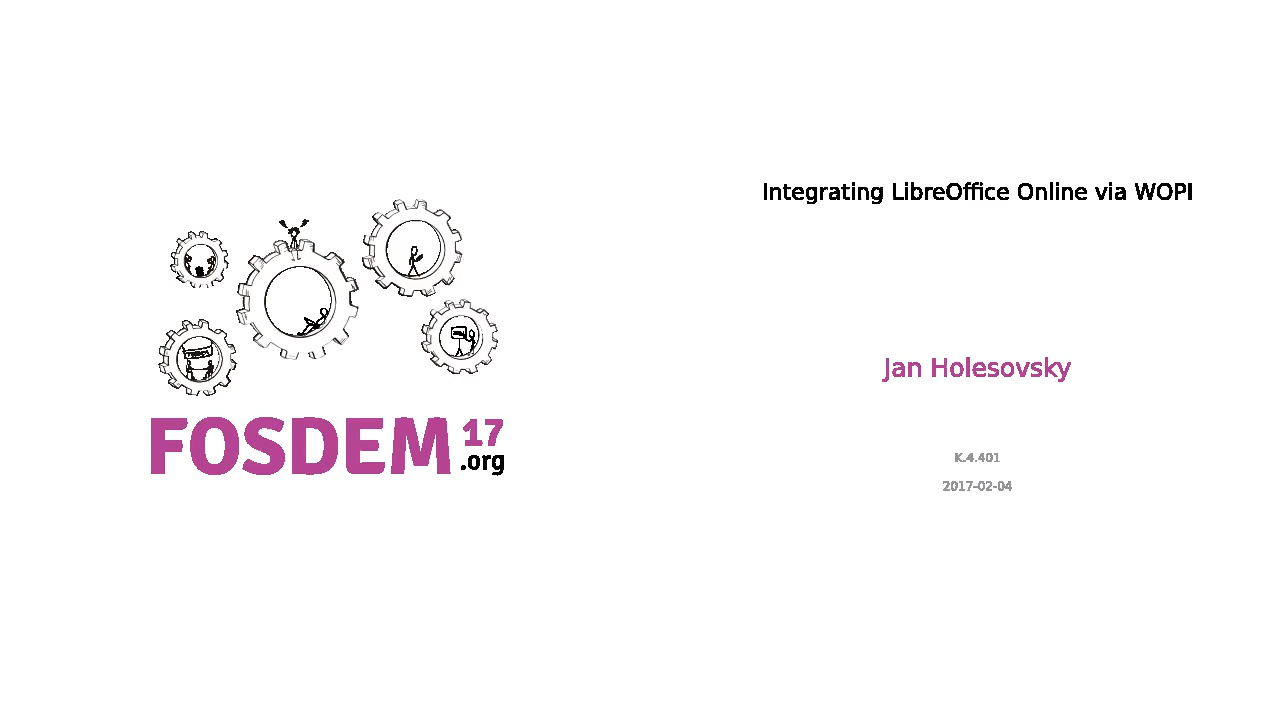 FOSDEM 17
.org
Integrating LibreOffice Online via WOPI
Jan Holesovsky
K.4.401
2017-02-04